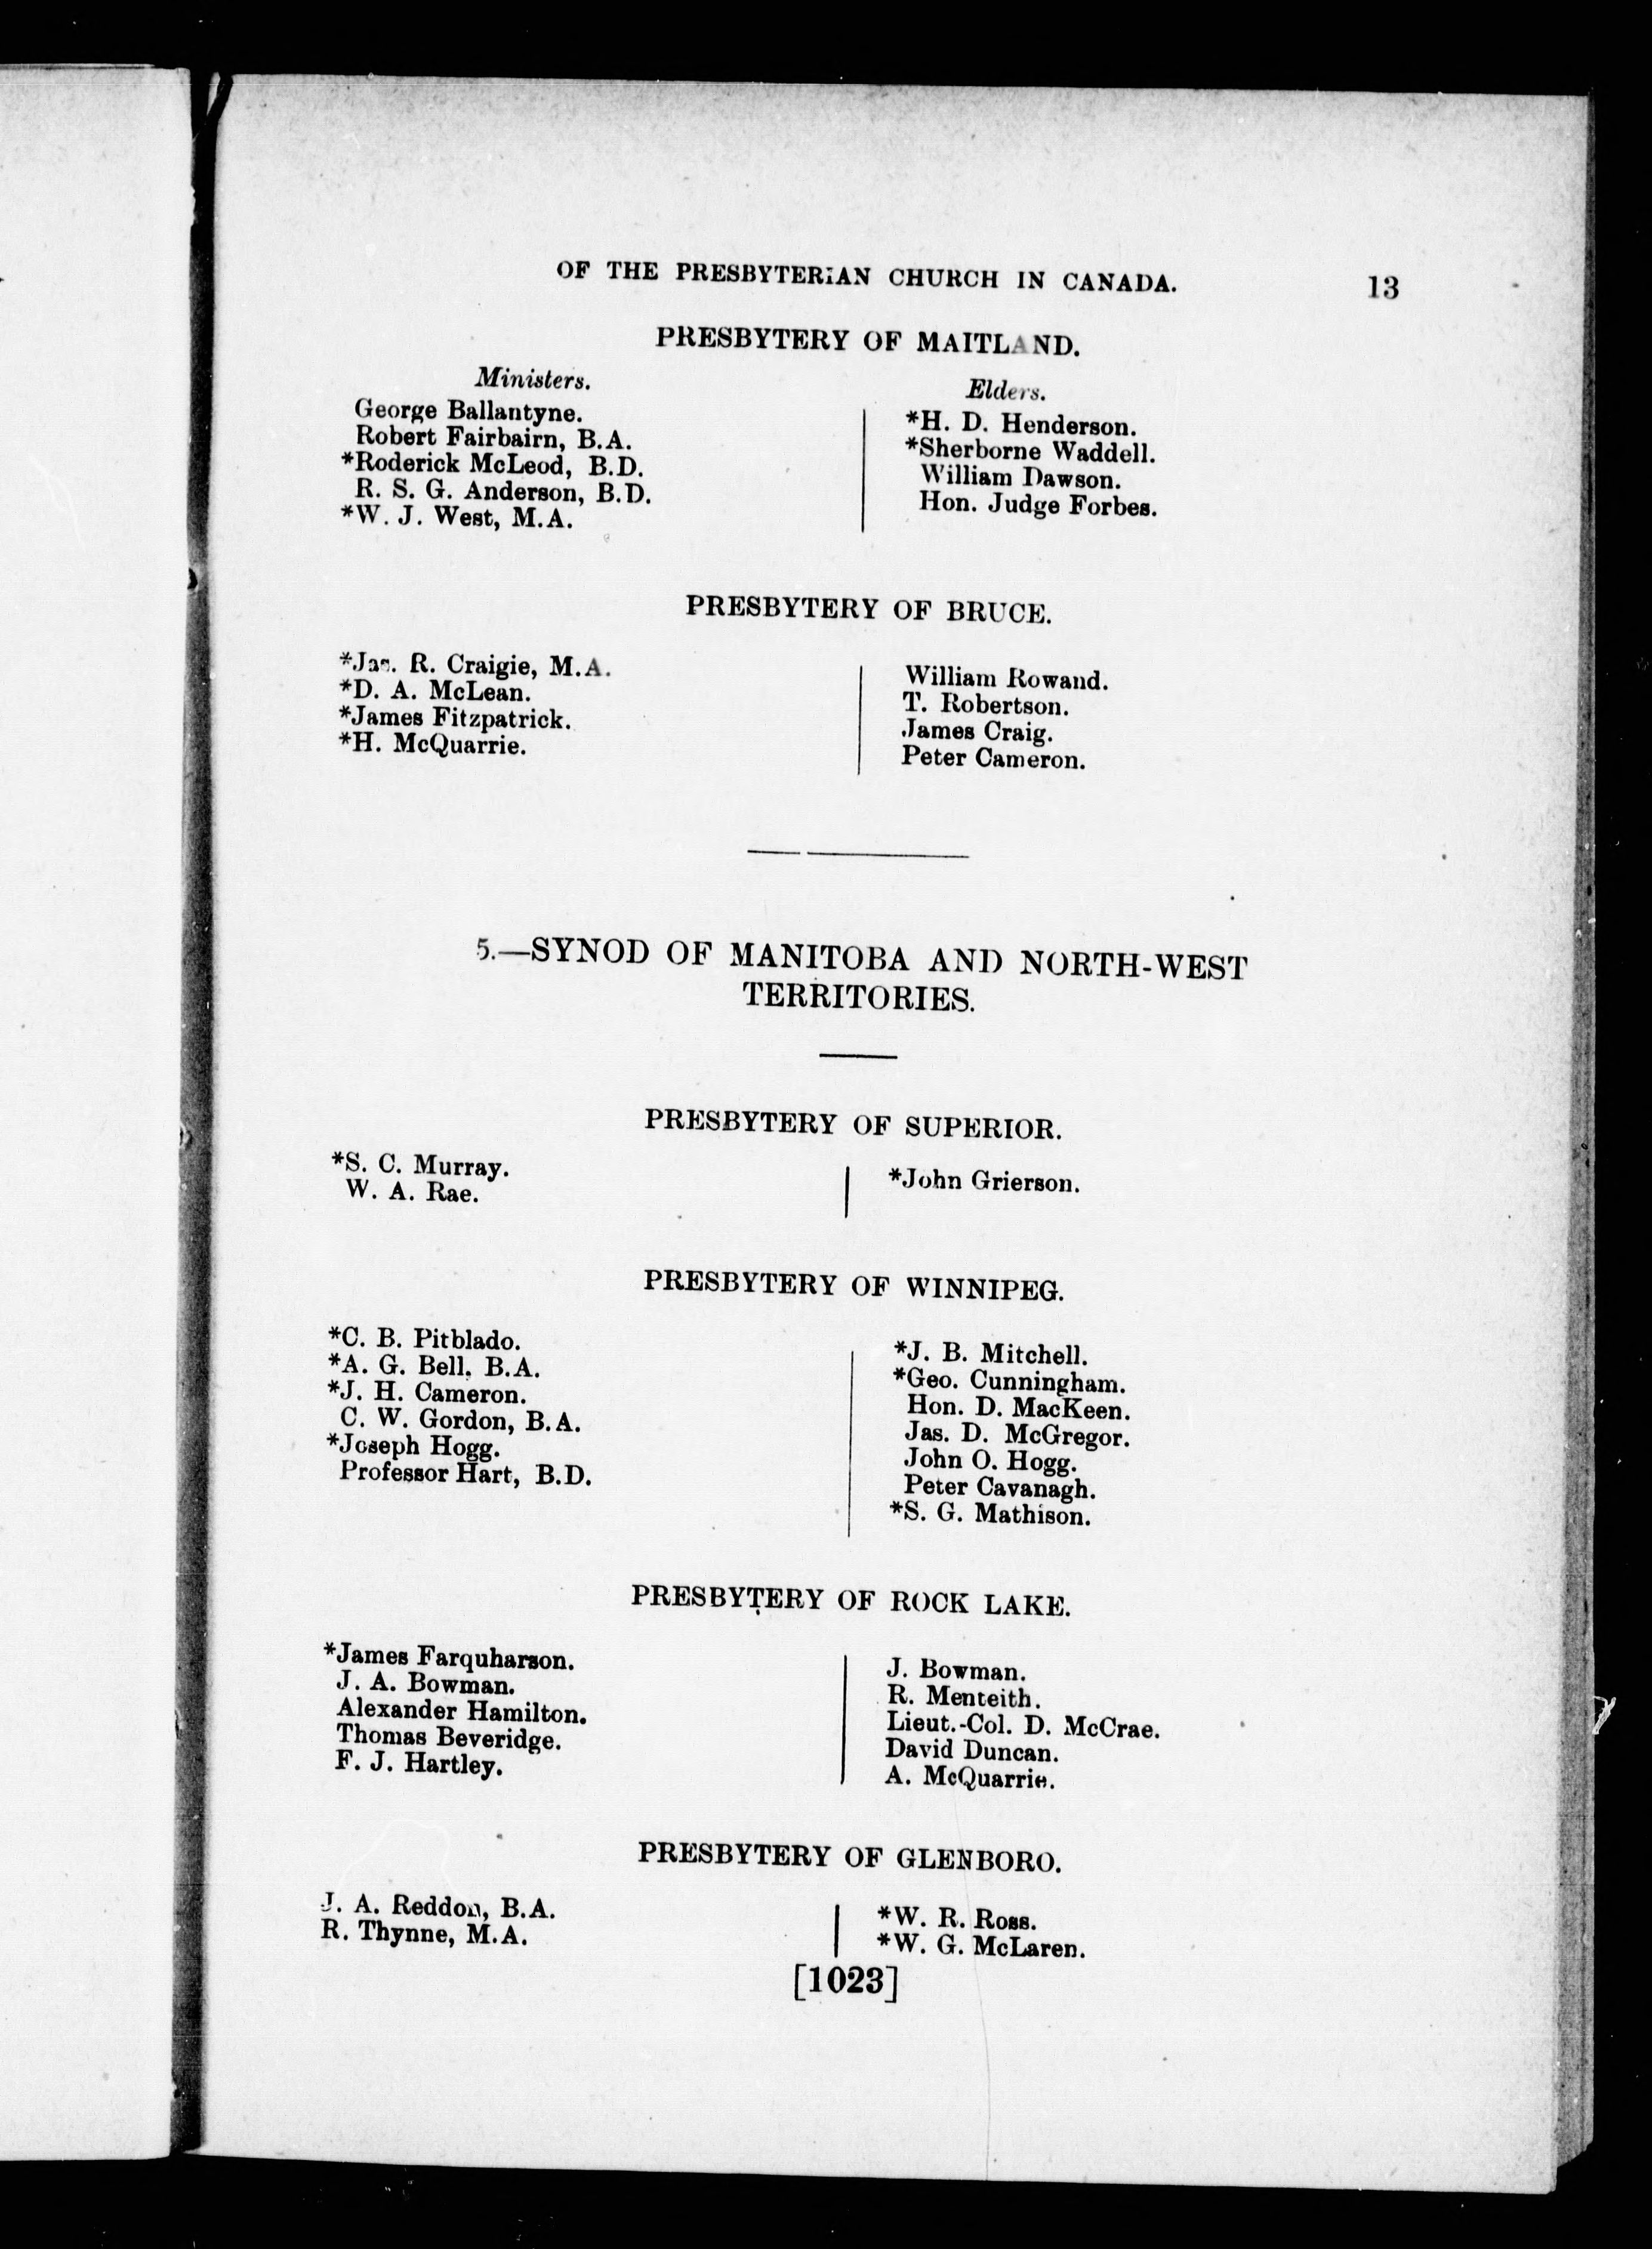 OF THE PRESBYTERIAN CHURCH IN CANADA. 13
PRESBYTERY OF MAITLAND.
Ministers.
George Ballantyne.
Robert Fairbairn, B.A.
*Roderick McLeod, B.D.
R. S. G. Anderson, B.D.
*W. J. West, M.A.
Elders.
*H. D. Henderson.
*Sherborne Waddell.
William Dawson.
Hon. Judge Forbes.
PRESBYTERY OF BRUCE.
*Jas. R. Craigie, M.A.
*D. A. McLean.
*James Fitzpatrick.
*H. McQuarrie.
William Rowand.
T. Robertson.
James Craig.
Peter Cameron.
5.—SYNOD OF MANITOBA AND NORTH-WEST
TERRITORIES.
PRESBYTERY OF SUPERIOR.
*S. C. Murray.
W. A. Rae.
*John Grierson.
PRESBYTERY OF WINNIPEG.
*C. B. Pitblado.
*A. G. Bell, B.A.
*J. H. Cameron.
C. W. Gordon, B.A.
*Joseph Hogg.
Professor Hart, B.D.
*J. B. Mitchell.
*Geo. Cunningham.
Hon. D. MacKeen.
Jas. D. McGregor.
John O. Hogg.
Peter Cavanagh.
*S. G. Mathison.
PRESBYTERY OF ROCK LAKE.
*James Farquharson.
J. A. Bowman.
Alexander Hamilton.
Thomas Beveridge.
F. J. Hartley.
J. Bowman.
R. Menteith.
Lieut.-Col. D. McCrae.
David Duncan.
A. McQuarrie.
PRESBYTERY OF GLENBORO.
J. A. Reddon, B.A.
R. Thynne, M.A.
*W. R. Ross.
*W. G. McLaren.
[1023]